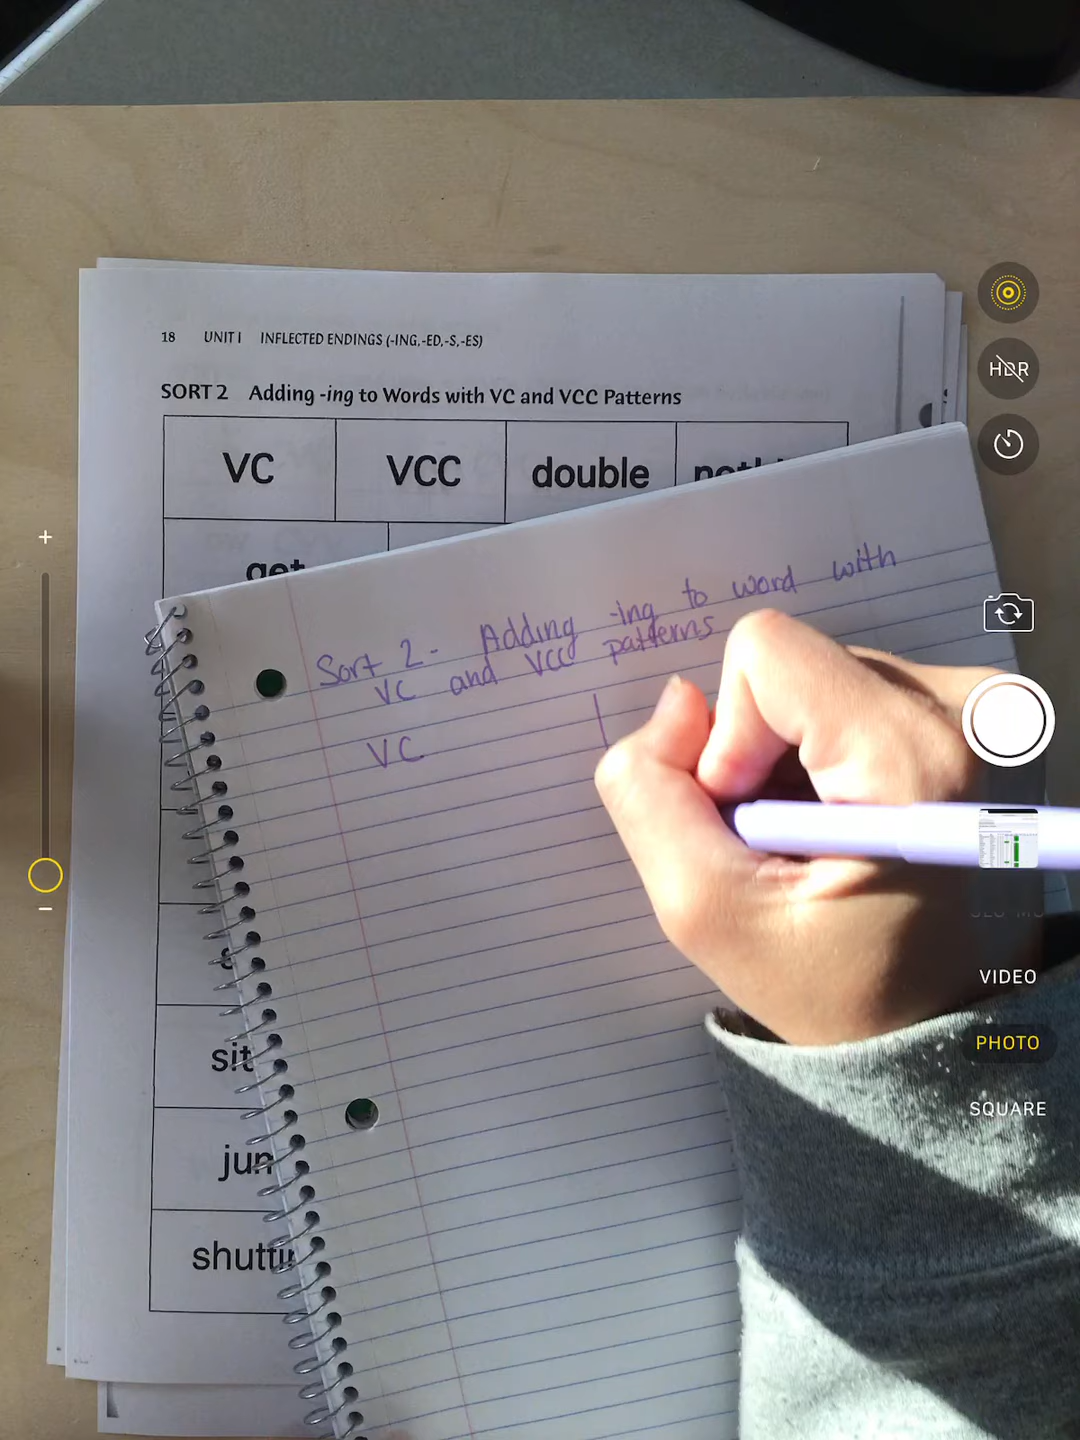 18 UNIT I INFLECTED ENDINGS (-ING,-ED,-S,-ES)
SORT 2 Adding -ing to Words with VC and VCC Patterns
VC VCC double
get
Sort 2- Adding -ing to word with
VC and VCC patterns
VC
sit
HDR
VIDEO
PHOTO
SQUARE